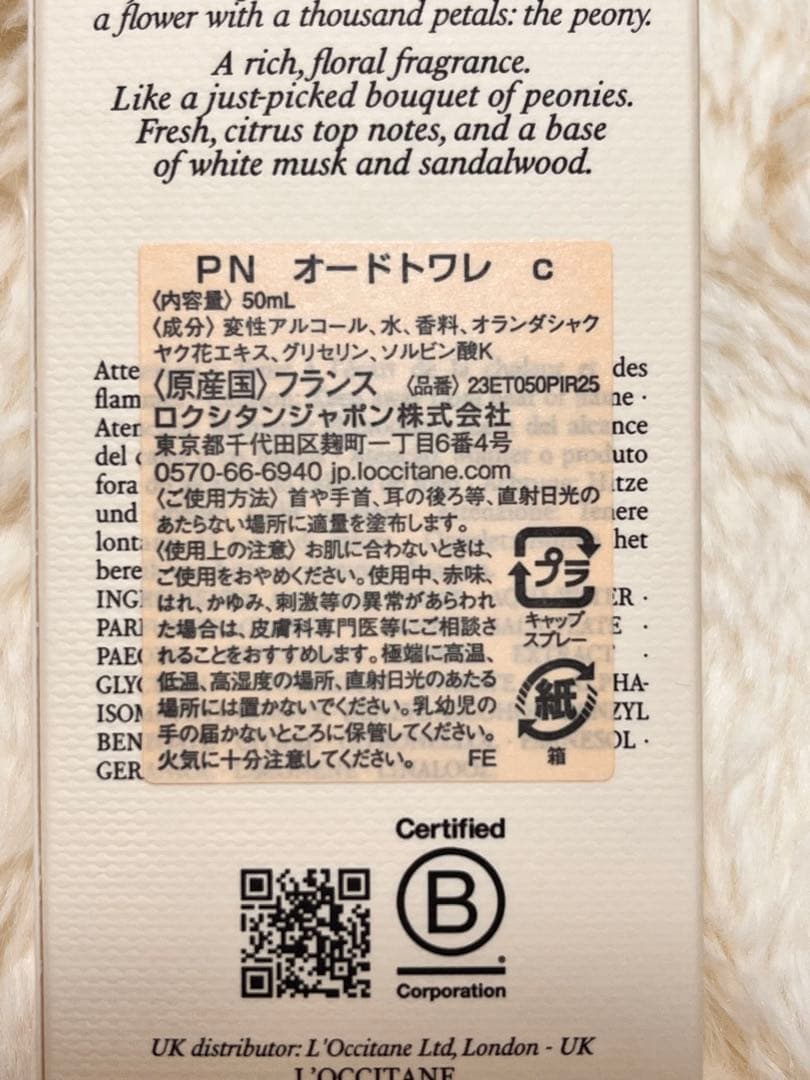 a flower with a thousand petals: the peony.
A rich, floral fragrance.
Like a just-picked bouquet of peonies.
Fresh, citrus top notes, and a base
of white musk and sandalwood.
PN オードトワレ c
〈内容量〉 50mL
〈成分〉 変性アルコール、水、香料、オランダシャク
ヤク花エキス、グリセリン、ソルビン酸K
〈原産国〉フランス 〈品番〉 23ET050PIR25
ロクシタンジャポン株式会社
東京都千代田区麹町一丁目6番4号
0570-66-6940 jp.loccitane.com
〈ご使用方法〉 首や手首、耳の後ろ等、直射日光の
あたらない場所に適量を塗布します。
〈使用上の注意〉 お肌に合わないときは、
ご使用をおやめください。使用中、赤味、
はれ、かゆみ、刺激等の異常があらわれ
た場合は、皮膚科専門医等にご相談さ
れることをおすすめします。極端に高温、
低温、高湿度の場所、直射日光のあたる
場所には置かないでください。乳幼児の
手の届かないところに保管してください。
火気に十分注意してください。 FE
プラ
キャップ
スプレー
紙
箱
Certified
B
Corporation
UK distributor: L'Occitane Ltd, London - UK
L'OCCITANE